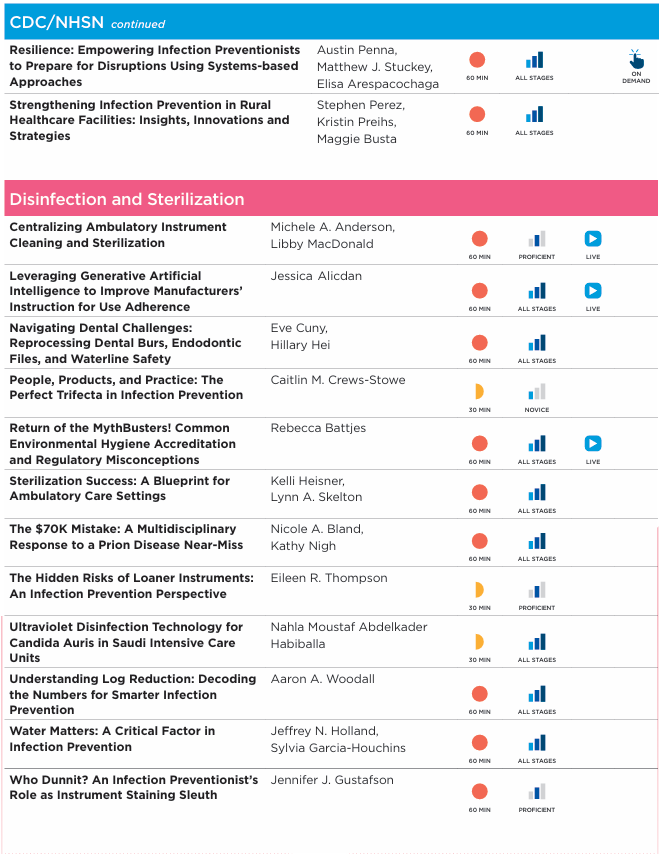 CDC/NHSN continued
Resilience: Empowering Infection Preventionists
to Prepare for Disruptions Using Systems-based
Approaches
Austin Penna,
Matthew J. Stuckey,
Elisa Arespacochaga
60 MIN
ALL STAGES
ON
DEMAND
Strengthening Infection Prevention in Rural
Healthcare Facilities: Insights, Innovations and
Strategies
Stephen Perez,
Kristin Preihs,
Maggie Busta
60 MIN
ALL STAGES
Disinfection and Sterilization
Centralizing Ambulatory Instrument
Cleaning and Sterilization
Michele A. Anderson,
Libby MacDonald
60 MIN
PROFICIENT
LIVE
Leveraging Generative Artificial
Intelligence to Improve Manufacturers’
Instruction for Use Adherence
Jessica Alicdan
60 MIN
ALL STAGES
LIVE
Navigating Dental Challenges:
Reprocessing Dental Burs, Endodontic
Files, and Waterline Safety
Eve Cuny,
Hillary Hei
60 MIN
ALL STAGES
People, Products, and Practice: The
Perfect Trifecta in Infection Prevention
Caitlin M. Crews-Stowe
30 MIN
NOVICE
Return of the MythBusters! Common
Environmental Hygiene Accreditation
and Regulatory Misconceptions
Rebecca Battjes
60 MIN
ALL STAGES
LIVE
Sterilization Success: A Blueprint for
Ambulatory Care Settings
Kelli Heisner,
Lynn A. Skelton
60 MIN
ALL STAGES
The $70K Mistake: A Multidisciplinary
Response to a Prion Disease Near-Miss
Nicole A. Bland,
Kathy Nigh
60 MIN
ALL STAGES
The Hidden Risks of Loaner Instruments:
An Infection Prevention Perspective
Eileen R. Thompson
30 MIN
PROFICIENT
Ultraviolet Disinfection Technology for
Candida Auris in Saudi Intensive Care
Units
Nahla Moustaf Abdelkader
Habiballa
30 MIN
ALL STAGES
Understanding Log Reduction: Decoding
the Numbers for Smarter Infection
Prevention
Aaron A. Woodall
60 MIN
ALL STAGES
Water Matters: A Critical Factor in
Infection Prevention
Jeffrey N. Holland,
Sylvia Garcia-Houchins
60 MIN
ALL STAGES
Who Dunnit? An Infection Preventionist’s
Role as Instrument Staining Sleuth
Jennifer J. Gustafson
60 MIN
PROFICIENT